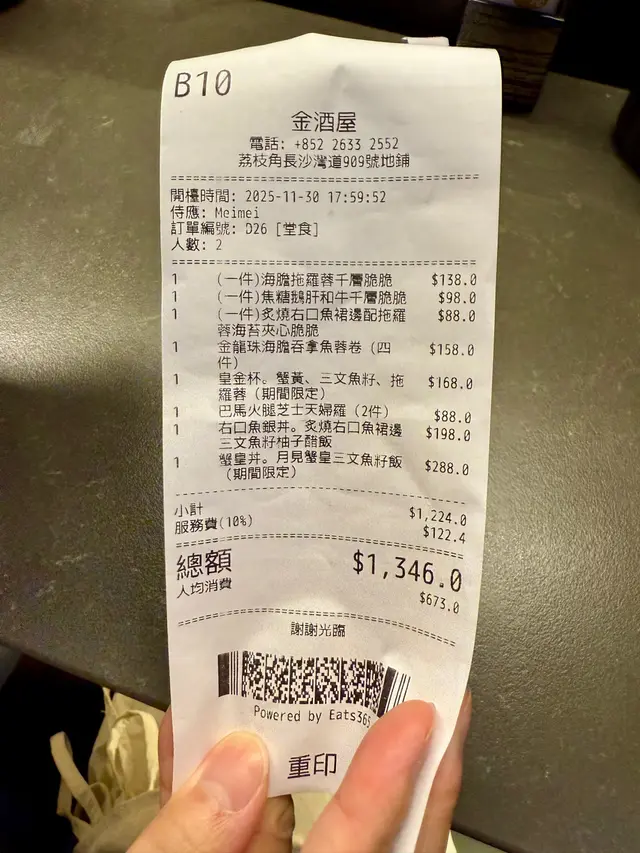 B10
金酒屋
電話: +852 2633 2552
荔枝角長沙灣道909號地鋪
開檯時間: 2025-11-30 17:59:52
侍應: Meimei
訂單編號: D26 [堂食]
人數: 2
1 (一件)海膽拖羅蓉千層脆脆 $138.0
1 (一件)焦糖鵝肝和牛千層脆脆 $98.0
1 (一件)炙燒右口魚裙邊配拖羅 $88.0
蓉海苔夾心脆脆
1 金龍珠海膽吞拿魚蓉卷 (四 $158.0
件)
1 皇金杯。蟹黃、三文魚籽、拖 $168.0
羅蓉（期間限定）
1 巴馬火腿芝士天婦羅 (2件) $88.0
1 右口魚銀丼。炙燒右口魚裙邊 $198.0
三文魚籽柚子醋飯
1 蟹皇丼。月見蟹皇三文魚籽飯 $288.0
（期間限定）
小計 $1,224.0
服務費(10%) $122.4
總額 $1,346.0
人均消費 $673.0
謝謝光臨
Powered by Eats365
重印